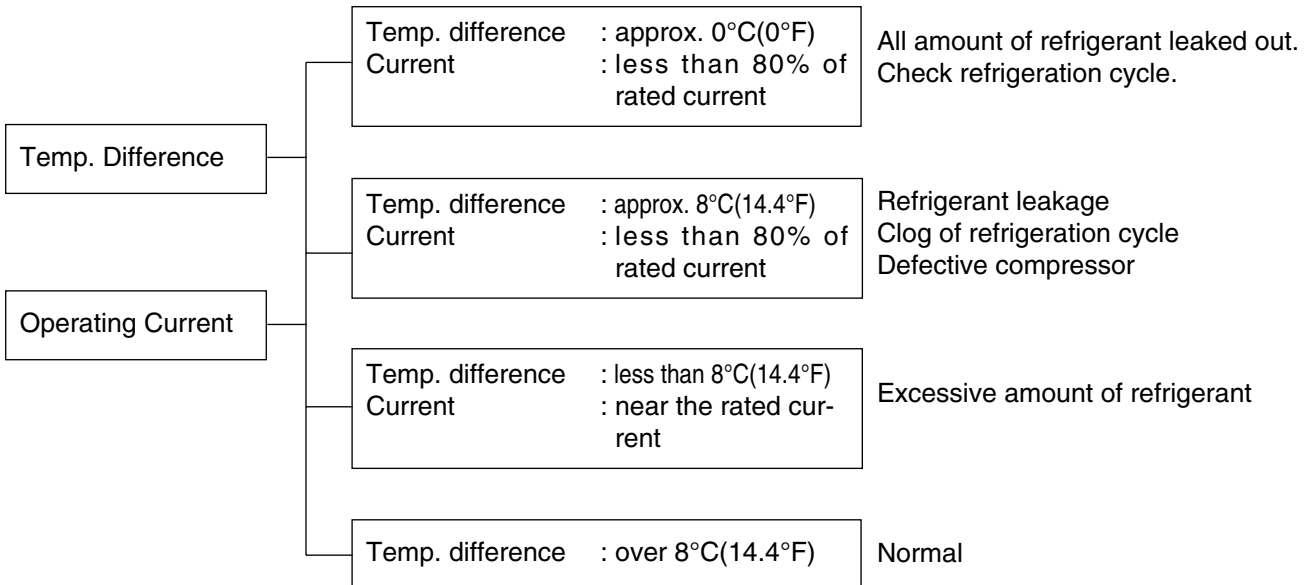 Temp. Difference
Operating Current
Temp. difference : approx. 0°C(0°F)
Current : less than 80% of
rated current
All amount of refrigerant leaked out.
Check refrigeration cycle.
Temp. difference : approx. 8°C(14.4°F)
Current : less than 80% of
rated current
Refrigerant leakage
Clog of refrigeration cycle
Defective compressor
Temp. difference : less than 8°C(14.4°F)
Current : near the rated cur-
rent
Excessive amount of refrigerant
Temp. difference : over 8°C(14.4°F)
Normal